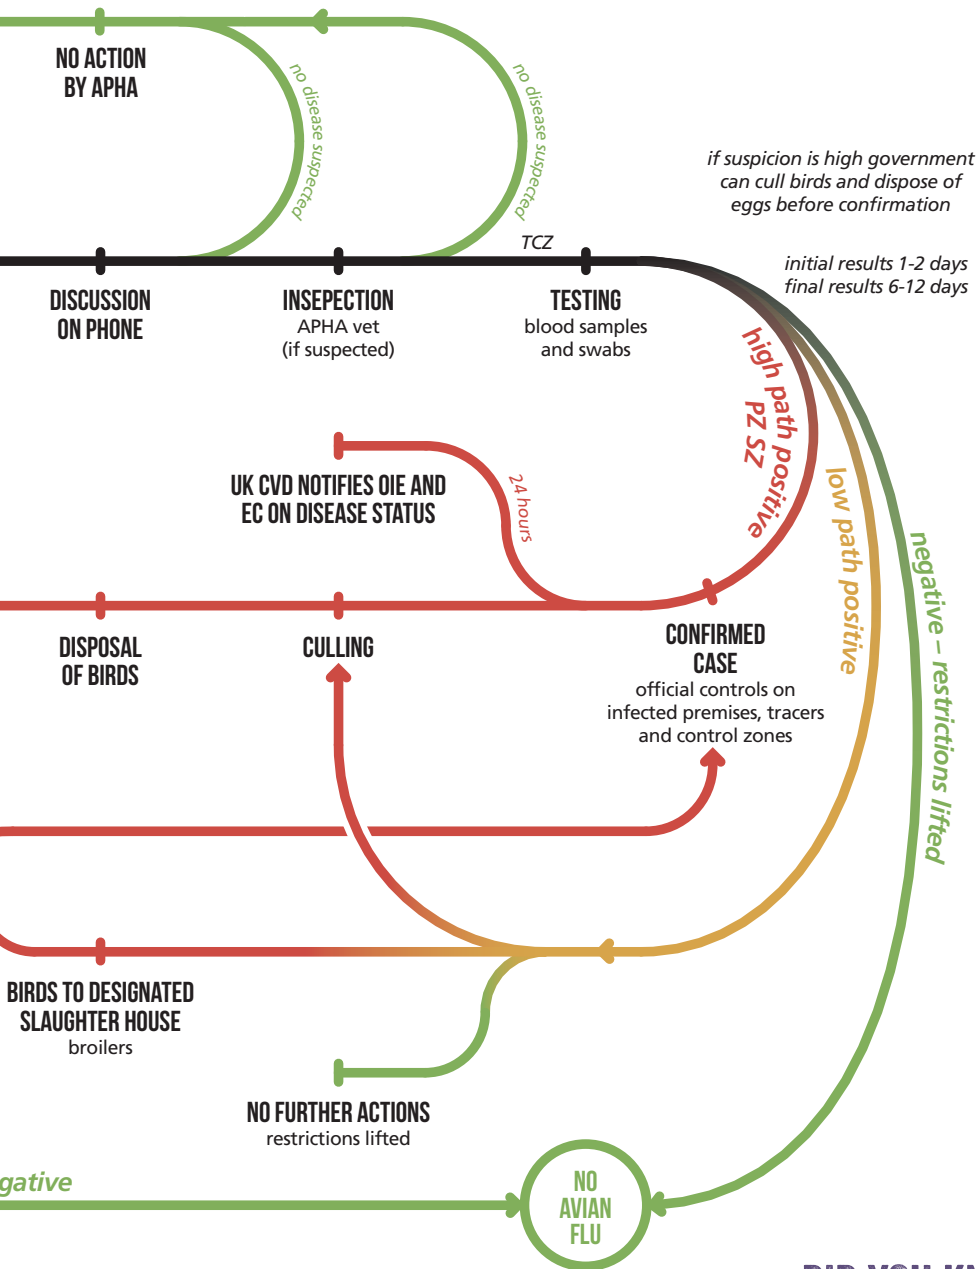 NO ACTION
BY APHA
no disease suspected
no disease suspected
if suspicion is high government
can cull birds and dispose of
eggs before confirmation
TCZ
initial results 1-2 days
final results 6-12 days
DISCUSSION
ON PHONE
INSEPECTION
APHA vet
(if suspected)
TESTING
blood samples
and swabs
high path positive
PZ SZ
low path positive
negative – restrictions lifted
UK CVD NOTIFIES OIE AND
EC ON DISEASE STATUS
24 hours
DISPOSAL
OF BIRDS
CULLING
CONFIRMED
CASE
official controls on
infected premises, tracers
and control zones
BIRDS TO DESIGNATED
SLAUGHTER HOUSE
broilers
NO FURTHER ACTIONS
restrictions lifted
gative
NO
AVIAN
FLU